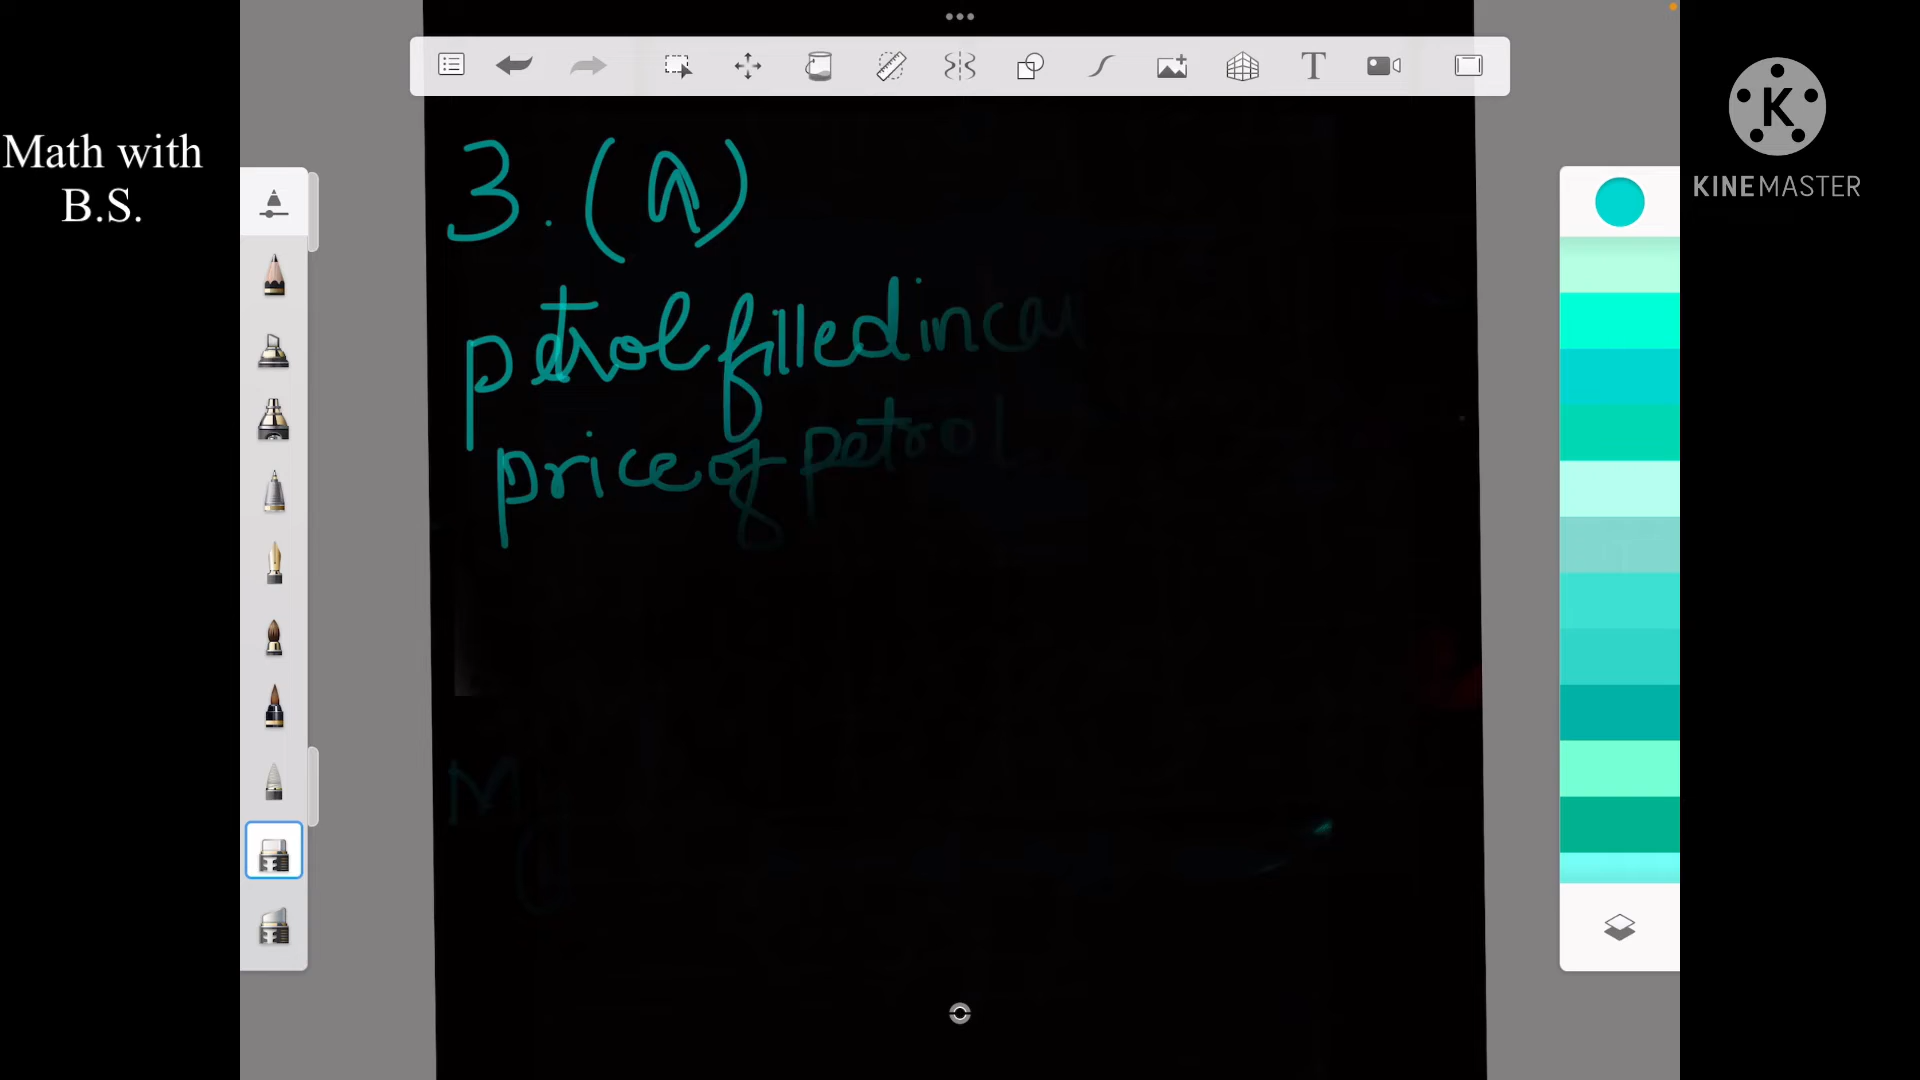 Math with
B.S.
3. (A)
petrol filled in car
price of petrol
T
K
KINEMASTER